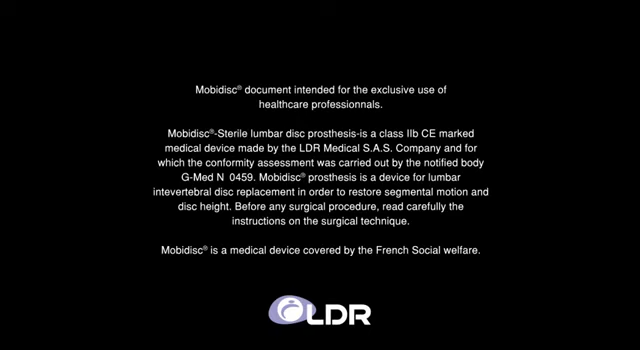 Mobidisc® document intended for the exclusive use of
healthcare professionals.
Mobidisc®-Sterile lumbar disc prosthesis-is a class IIb CE marked
medical device made by the LDR Medical S.A.S. Company and for
which the conformity assessment was carried out by the notified body
G-Med N 0459. Mobidisc® prosthesis is a device for lumbar
intevertebral disc replacement in order to restore segmental motion and
disc height. Before any surgical procedure, read carefully the
instructions on the surgical technique.
Mobidisc® is a medical device covered by the French Social welfare.
LDR